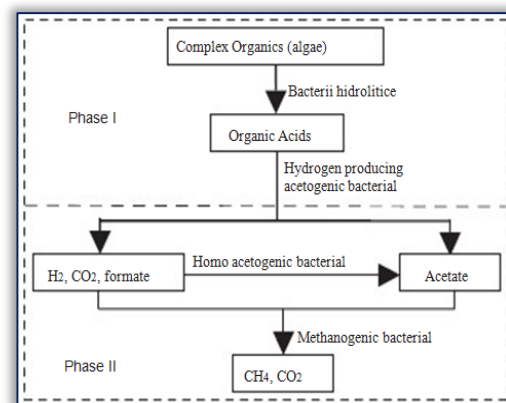 Complex Organics (algae)
Bacterii hidrolitice
Phase I
Organic Acids
Hydrogen producing
acetogenic bacterial
Homo acetogenic bacterial
H2, CO2, formate
Acetate
Methanogenic bacterial
Phase II
CH4, CO2